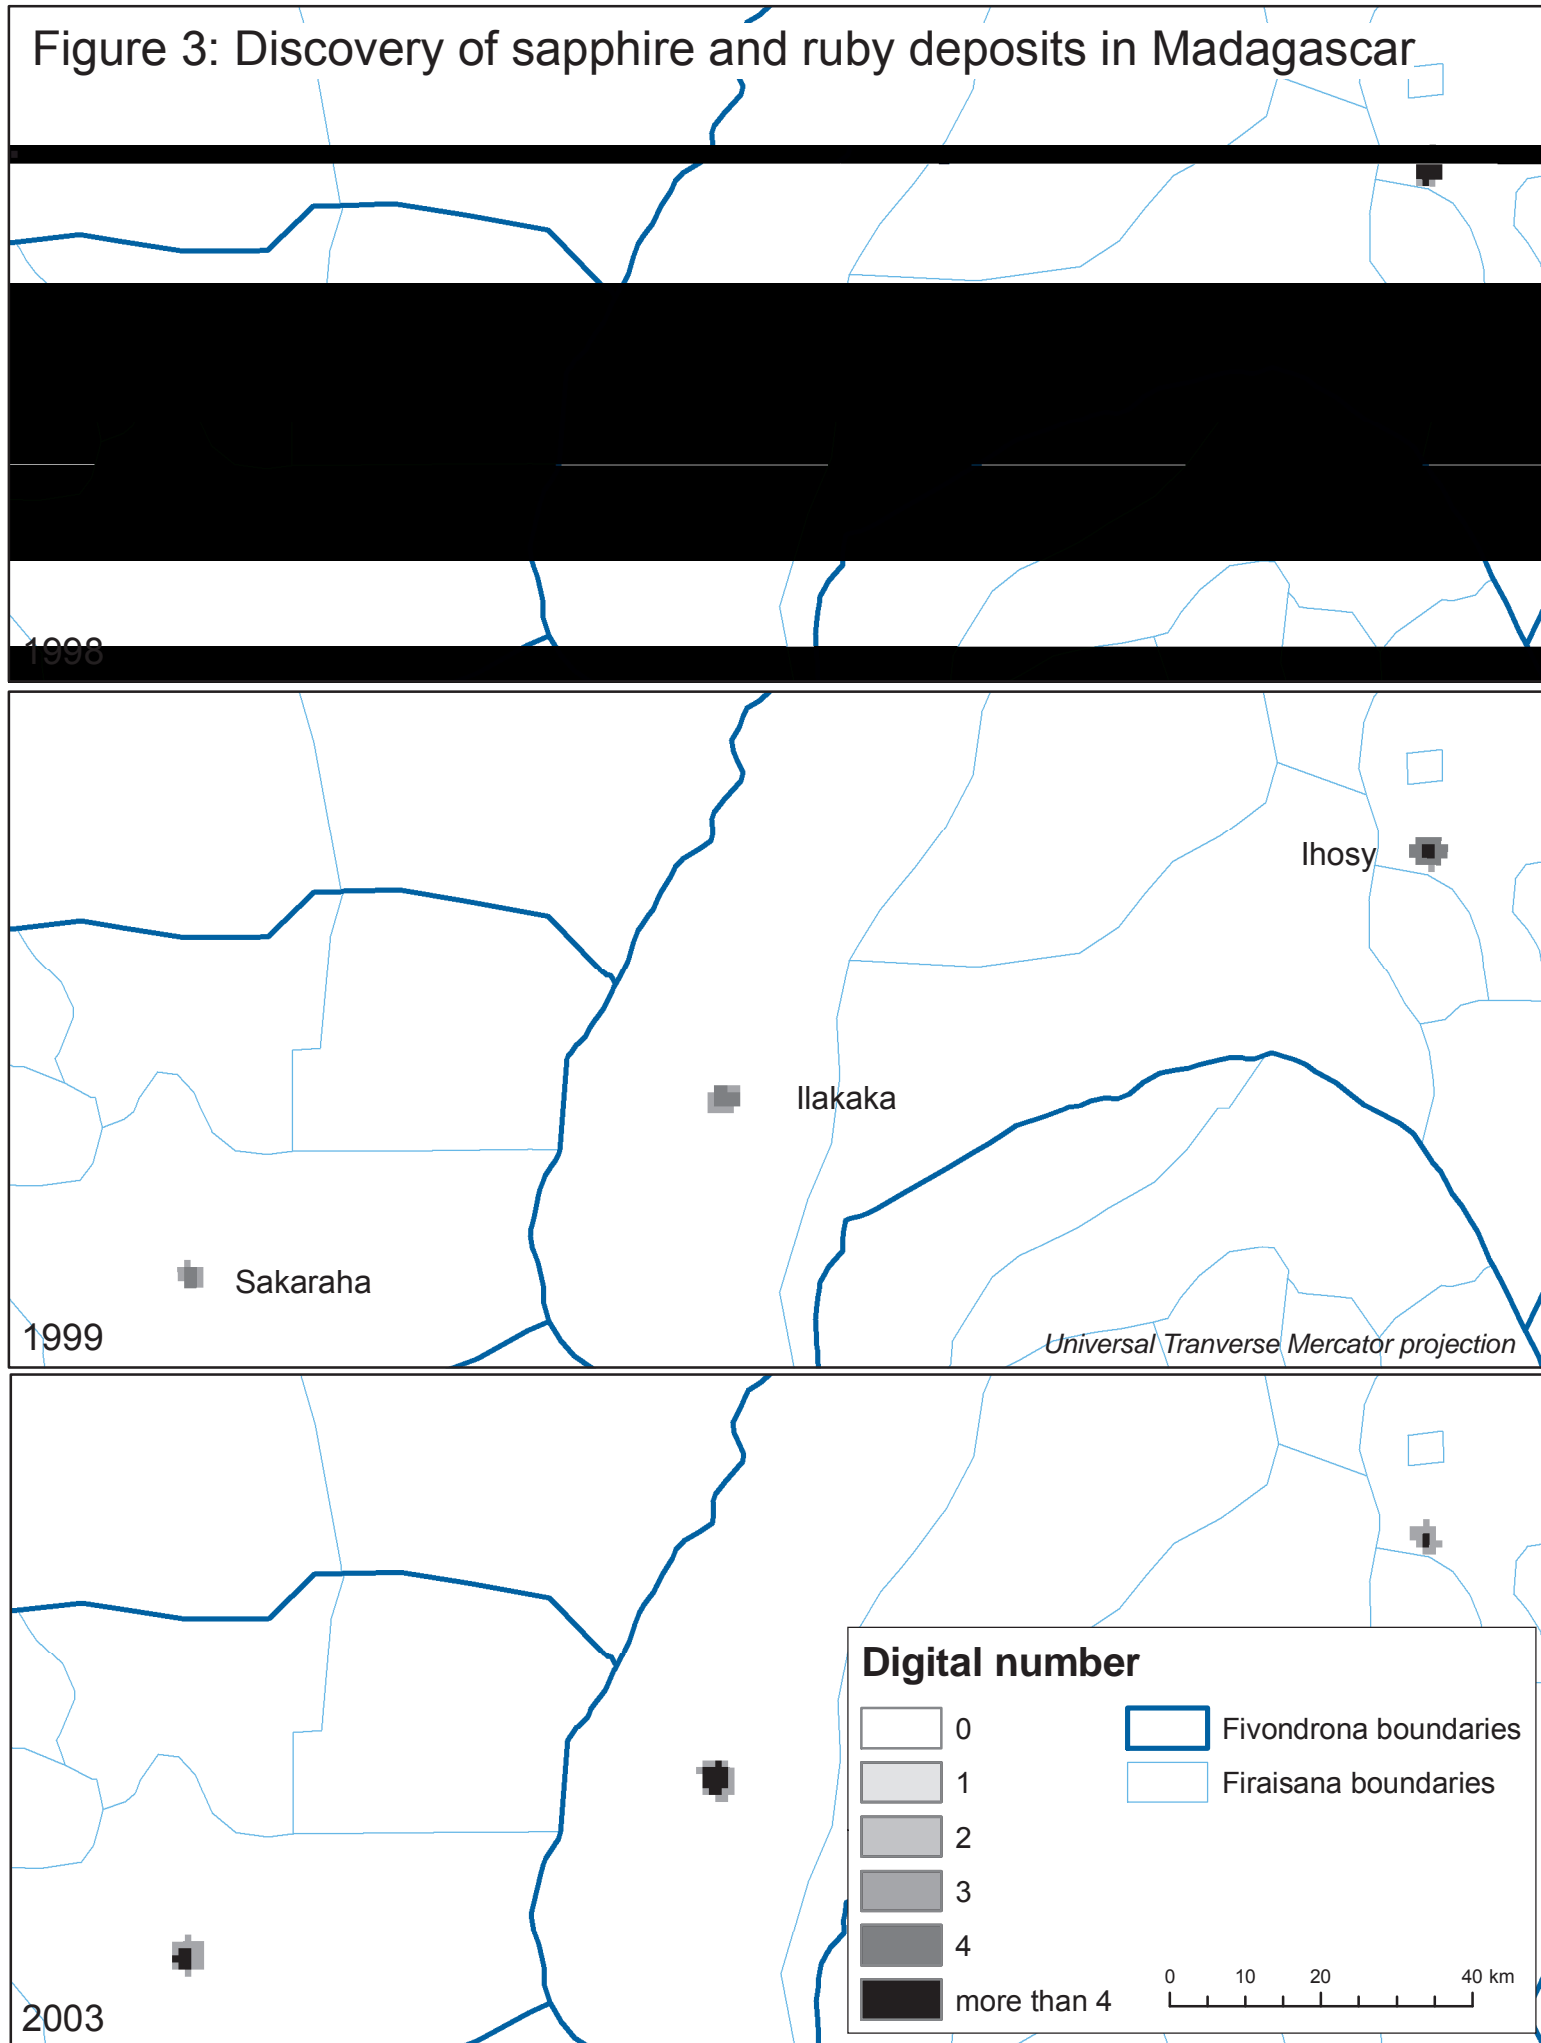 Figure 3: Discovery of sapphire and ruby deposits in Madagascar
1998
Ihosy
Ilakaka
Sakaraha
1999
Universal Tranverse Mercator projection
Digital number
0
1
2
3
4
more than 4
Fivondrona boundaries
Firaisana boundaries
0 10 20 40 km
2003